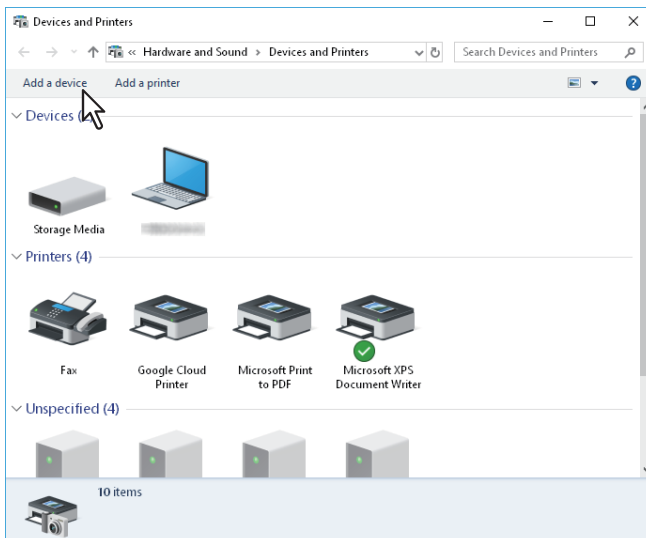 Devices and Printers
« Hardware and Sound › Devices and Printers
Search Devices and Printers
Add a device Add a printer
?
Devices (2)
Storage Media
Printers (4)
Fax
Google Cloud Printer
Microsoft Print to PDF
Microsoft XPS Document Writer
Unspecified (4)
10 items